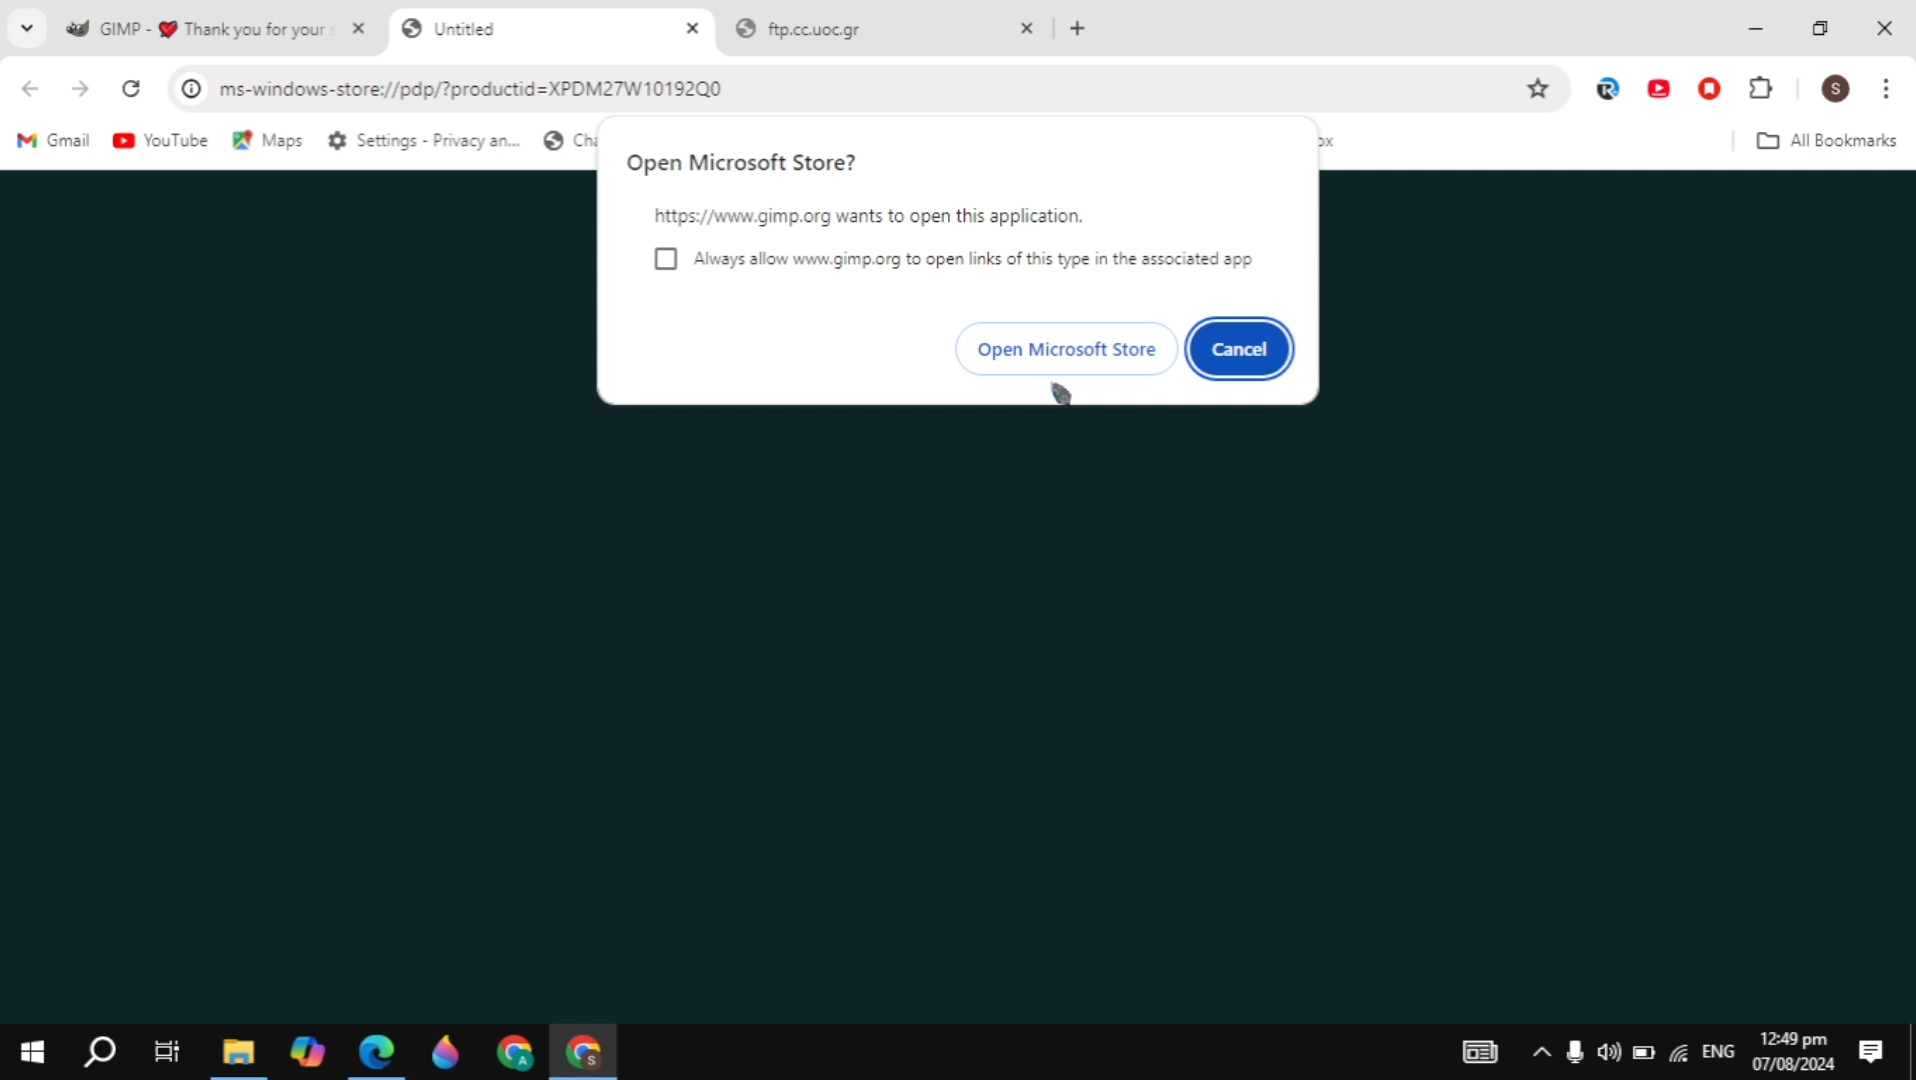 GIMP - ❤️ Thank you for your s
Untitled
ftp.cc.uoc.gr
ms-windows-store://pdp/?productid=XPDM27W10192Q0
S
Gmail
YouTube
Maps
Settings - Privacy an...
Cha
ox
All Bookmarks
Open Microsoft Store?
https://www.gimp.org wants to open this application.
Always allow www.gimp.org to open links of this type in the associated app
Open Microsoft Store
Cancel
A
S
ENG
12:49 pm
07/08/2024